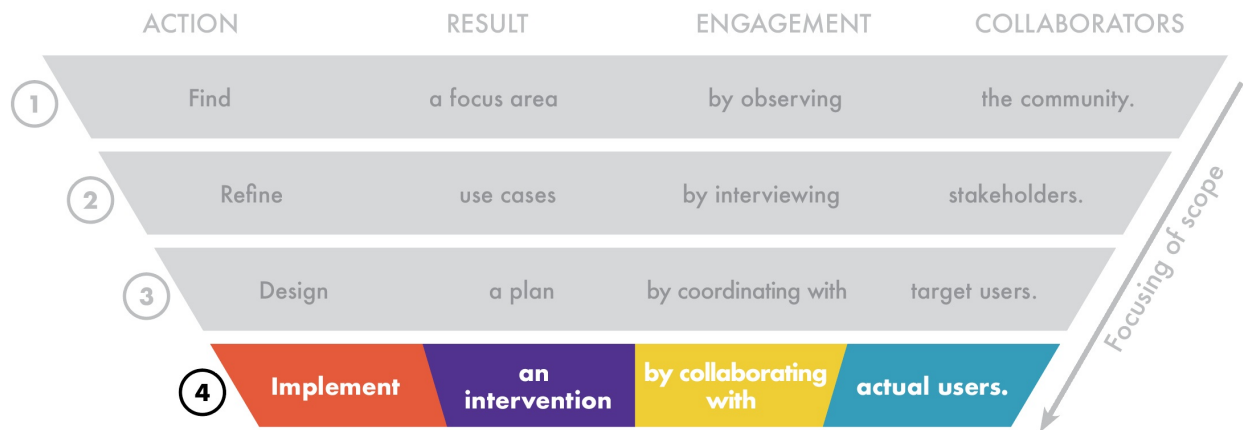 ACTION RESULT ENGAGEMENT COLLABORATORS
1 Find a focus area by observing the community.
2 Refine use cases by interviewing stakeholders.
3 Design a plan by coordinating with target users.
4 Implement an intervention by collaborating with actual users.
Focusing of scope